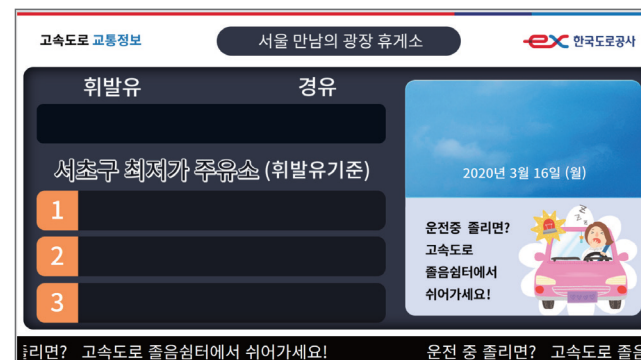 고속도로 교통정보
서울 만남의 광장 휴게소
ex 한국도로공사
휘발유 경유
서초구 최저가 주유소 (휘발유기준)
1
2
3
2020년 3월 16일 (월)
운전중 졸리면?
고속도로
졸음쉼터에서
쉬어가세요!
졸리면? 고속도로 졸음쉼터에서 쉬어가세요! 운전 중 졸리면? 고속도로 졸음